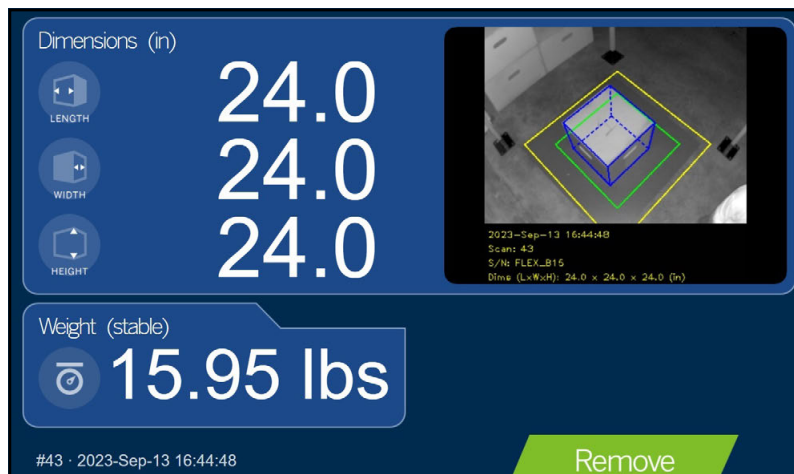 Dimensions (in)
LENGTH
24.0
WIDTH
24.0
HEIGHT
24.0
2023-Sep-13 16:44:48
Scan: 43
S/N: FLEX_B15
Dims (LxWxH): 24.0 x 24.0 x 24.0 (in)
Weight (stable)
15.95 lbs
#43 · 2023-Sep-13 16:44:48
Remove